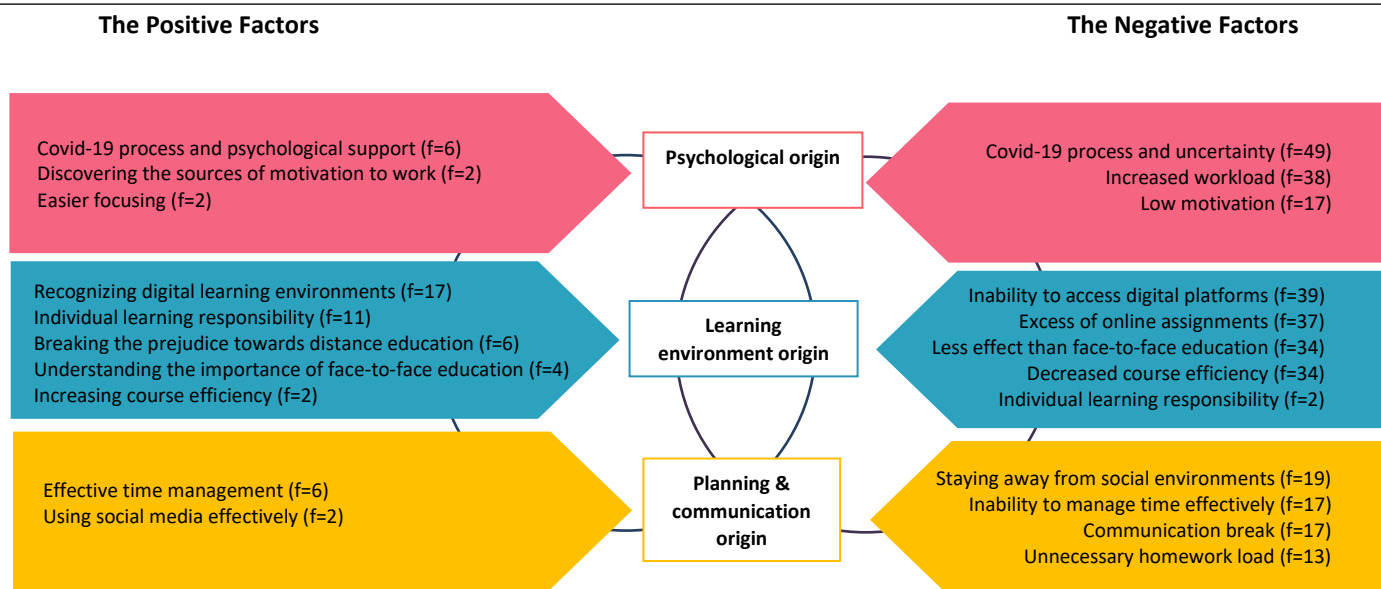 The Positive Factors
The Negative Factors
Covid-19 process and psychological support (f=6)
Discovering the sources of motivation to work (f=2)
Easier focusing (f=2)
Psychological origin
Covid-19 process and uncertainty (f=49)
Increased workload (f=38)
Low motivation (f=17)
Recognizing digital learning environments (f=17)
Individual learning responsibility (f=11)
Breaking the prejudice towards distance education (f=6)
Understanding the importance of face-to-face education (f=4)
Increasing course efficiency (f=2)
Learning
environment origin
Inability to access digital platforms (f=39)
Excess of online assignments (f=37)
Less effect than face-to-face education (f=34)
Decreased course efficiency (f=34)
Individual learning responsibility (f=2)
Effective time management (f=6)
Using social media effectively (f=2)
Planning &
communication
origin
Staying away from social environments (f=19)
Inability to manage time effectively (f=17)
Communication break (f=17)
Unnecessary homework load (f=13)